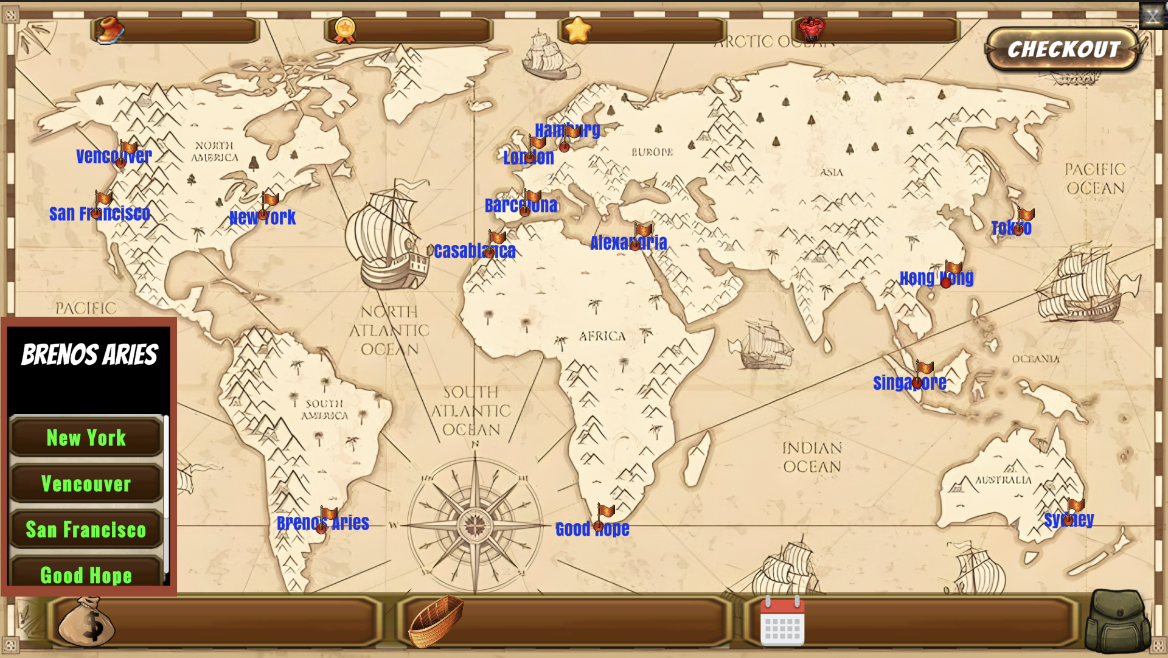 ARCTIC OCEAN
CHECKOUT
Hamburg
NORTH
AMERICA
Vencouver
London
EUROPE
ASIA
PACIFIC
OCEAN
San Francisco
New York
Barcelona
Casablanca
Alexandria
Tokyo
Hong Kong
PACIFIC
NORTH
ATLANTIC
OCEAN
AFRICA
BRENOS ARIES
OCEANIA
Singapore
SOUTH
AMERICA
SOUTH
ATLANTIC
OCEAN
New York
N
INDIAN
OCEAN
Vencouver
AUSTRALIA
San Francisco
Brenos Aries
W
Good Hope
Sydney
Good Hope
$
X